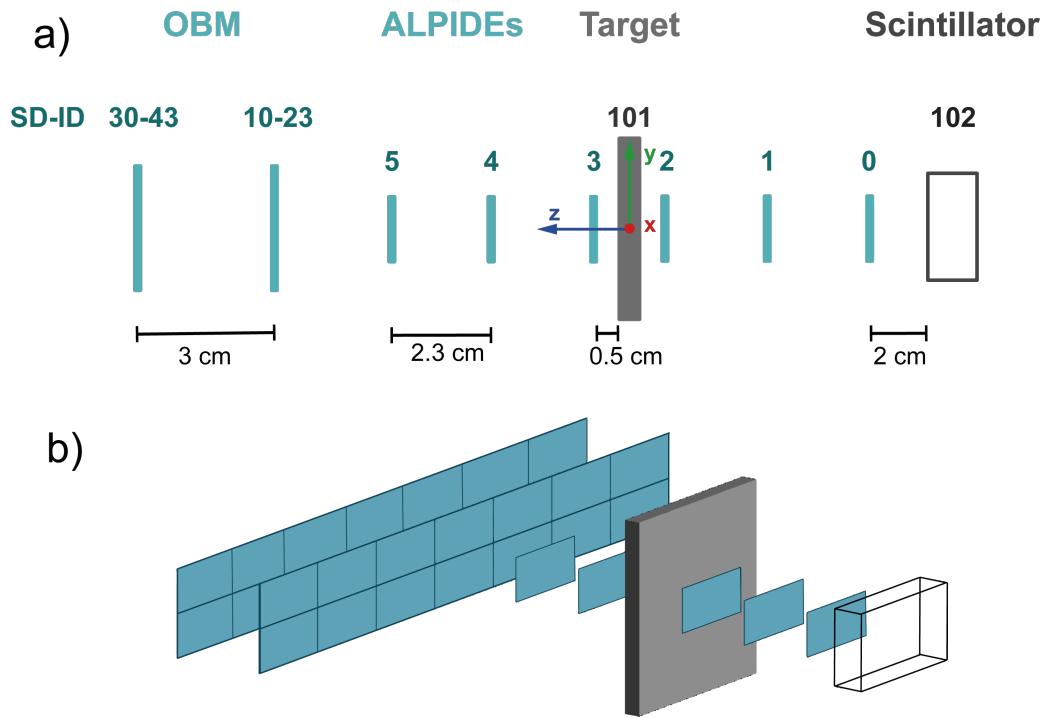 a) OBM ALPIDEs Target Scintillator
SD-ID 30-43 10-23 101 102
5 4 3 2 1 0
y
z x
3 cm 2.3 cm 0.5 cm 2 cm
b)